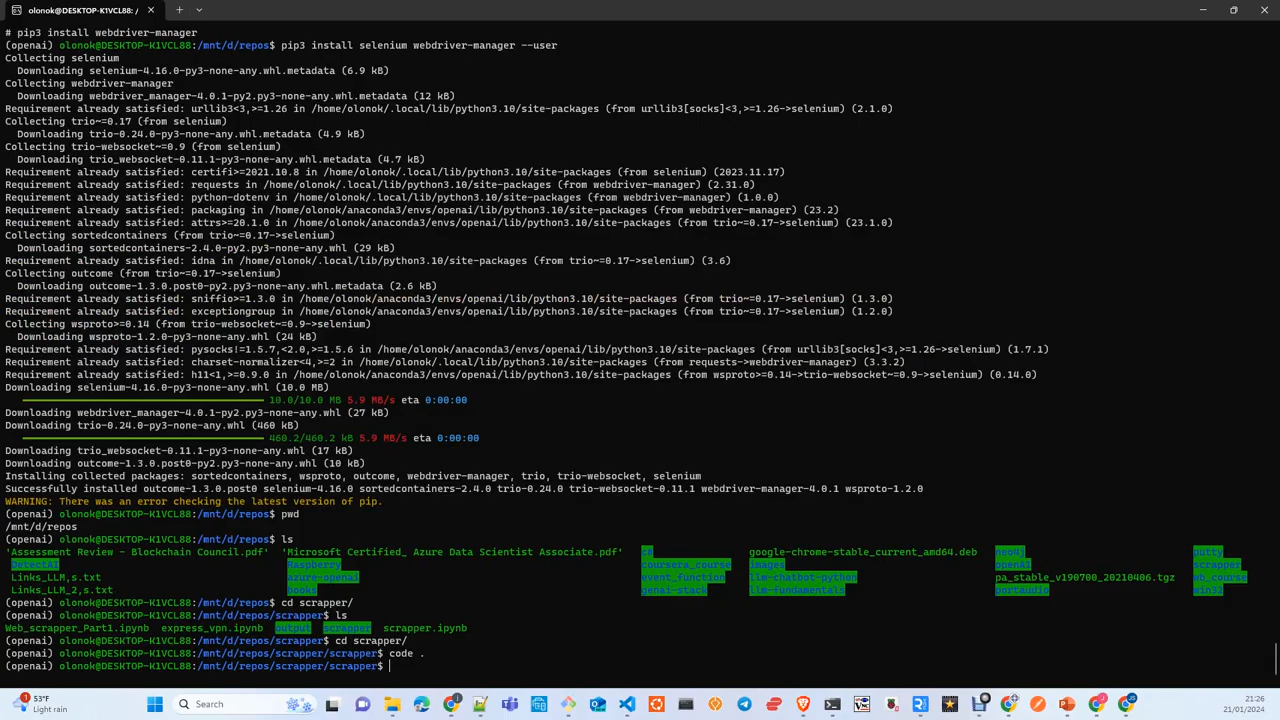 olonok@DESKTOP-K1VCL88: /
# pip3 install webdriver-manager
(openai) olonok@DESKTOP-K1VCL88:/mnt/d/repos$ pip3 install selenium webdriver-manager --user
Collecting selenium
Downloading selenium-4.16.0-py3-none-any.whl.metadata (6.9 kB)
Collecting webdriver-manager
Downloading webdriver_manager-4.0.1-py2.py3-none-any.whl.metadata (12 kB)
Requirement already satisfied: urllib3<3,>=1.26 in /home/olonok/.local/lib/python3.10/site-packages (from urllib3[socks]<3,>=1.26->selenium) (2.1.0)
Collecting trio~=0.17 (from selenium)
Downloading trio-0.24.0-py3-none-any.whl.metadata (4.9 kB)
Collecting trio-websocket~=0.9 (from selenium)
Downloading trio_websocket-0.11.1-py3-none-any.whl.metadata (4.7 kB)
Requirement already satisfied: certifi>=2021.10.8 in /home/olonok/.local/lib/python3.10/site-packages (from selenium) (2023.11.17)
Requirement already satisfied: requests in /home/olonok/.local/lib/python3.10/site-packages (from webdriver-manager) (2.31.0)
Requirement already satisfied: python-dotenv in /home/olonok/.local/lib/python3.10/site-packages (from webdriver-manager) (1.0.0)
Requirement already satisfied: packaging in /home/olonok/anaconda3/envs/openai/lib/python3.10/site-packages (from webdriver-manager) (23.2)
Requirement already satisfied: attrs>=20.1.0 in /home/olonok/anaconda3/envs/openai/lib/python3.10/site-packages (from trio~=0.17->selenium) (23.1.0)
Collecting sortedcontainers (from trio~=0.17->selenium)
Downloading sortedcontainers-2.4.0-py2.py3-none-any.whl (29 kB)
Requirement already satisfied: idna in /home/olonok/.local/lib/python3.10/site-packages (from trio~=0.17->selenium) (3.6)
Collecting outcome (from trio~=0.17->selenium)
Downloading outcome-1.3.0.post0-py2.py3-none-any.whl.metadata (2.6 kB)
Requirement already satisfied: sniffio>=1.3.0 in /home/olonok/anaconda3/envs/openai/lib/python3.10/site-packages (from trio~=0.17->selenium) (1.3.0)
Requirement already satisfied: exceptiongroup in /home/olonok/anaconda3/envs/openai/lib/python3.10/site-packages (from trio~=0.17->selenium) (1.2.0)
Collecting wsproto>=0.14 (from trio-websocket~=0.9->selenium)
Downloading wsproto-1.2.0-py3-none-any.whl (24 kB)
Requirement already satisfied: pysocks!=1.5.7,<2.0,>=1.5.6 in /home/olonok/anaconda3/envs/openai/lib/python3.10/site-packages (from urllib3[socks]<3,>=1.26->selenium) (1.7.1)
Requirement already satisfied: charset-normalizer<4,>=2 in /home/olonok/anaconda3/envs/openai/lib/python3.10/site-packages (from requests->webdriver-manager) (3.3.2)
Requirement already satisfied: h11<1,>=0.9.0 in /home/olonok/anaconda3/envs/openai/lib/python3.10/site-packages (from wsproto>=0.14->trio-websocket~=0.9->selenium) (0.14.0)
Downloading selenium-4.16.0-py3-none-any.whl (10.0 MB)
10.0/10.0 MB 5.9 MB/s eta 0:00:00
Downloading webdriver_manager-4.0.1-py2.py3-none-any.whl (27 kB)
Downloading trio-0.24.0-py3-none-any.whl (460 kB)
460.2/460.2 kB 5.9 MB/s eta 0:00:00
Downloading trio_websocket-0.11.1-py3-none-any.whl (17 kB)
Downloading outcome-1.3.0.post0-py2.py3-none-any.whl (10 kB)
Installing collected packages: sortedcontainers, wsproto, outcome, webdriver-manager, trio, trio-websocket, selenium
Successfully installed outcome-1.3.0.post0 selenium-4.16.0 sortedcontainers-2.4.0 trio-0.24.0 trio-websocket-0.11.1 webdriver-manager-4.0.1 wsproto-1.2.0
WARNING: There was an error checking the latest version of pip.
(openai) olonok@DESKTOP-K1VCL88:/mnt/d/repos$ pwd
/mnt/d/repos
(openai) olonok@DESKTOP-K1VCL88:/mnt/d/repos$ ls
'Assessment Review - Blockchain Council.pdf' 'Microsoft Certified_ Azure Data Scientist Associate.pdf' google-chrome-stable_current_amd64.deb neo4j putty
DetectAI Raspberry coursera_course images openAI scrapper
Links_LLM,s.txt azure-openai event_function llm-chatbot-python pa_stable_v190700_20210406.tgz wb_course
Links_LLM_2,s.txt books genai-stack llm-fundamentals portaudio win32
(openai) olonok@DESKTOP-K1VCL88:/mnt/d/repos$ cd scrapper/
(openai) olonok@DESKTOP-K1VCL88:/mnt/d/repos/scrapper$ ls
Web_scrapper_Part1.ipynb express_vpn.ipynb output scrapper scrapper.ipynb
(openai) olonok@DESKTOP-K1VCL88:/mnt/d/repos/scrapper$ cd scrapper/
(openai) olonok@DESKTOP-K1VCL88:/mnt/d/repos/scrapper/scrapper$ code .
(openai) olonok@DESKTOP-K1VCL88:/mnt/d/repos/scrapper/scrapper$
53°F
Light rain
Search
21:26
21/01/2024